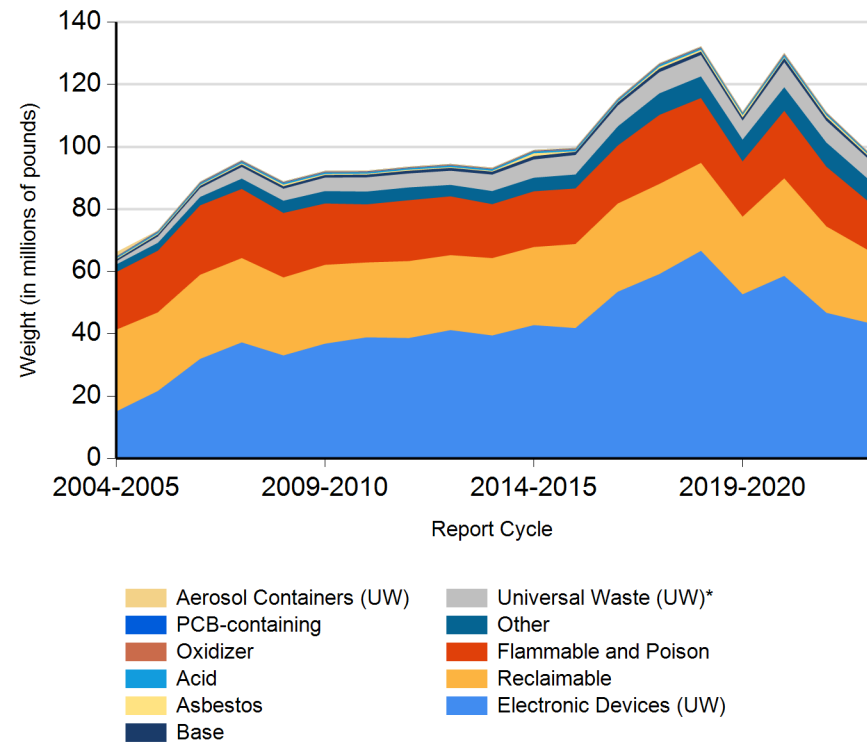 140
120
100
80
60
40
20
0
Weight (in millions of pounds)
2004-2005 2009-2010 2014-2015 2019-2020
Report Cycle
Aerosol Containers (UW) Universal Waste (UW)*
PCB-containing Other
Oxidizer Flammable and Poison
Acid Reclaimable
Asbestos Electronic Devices (UW)
Base